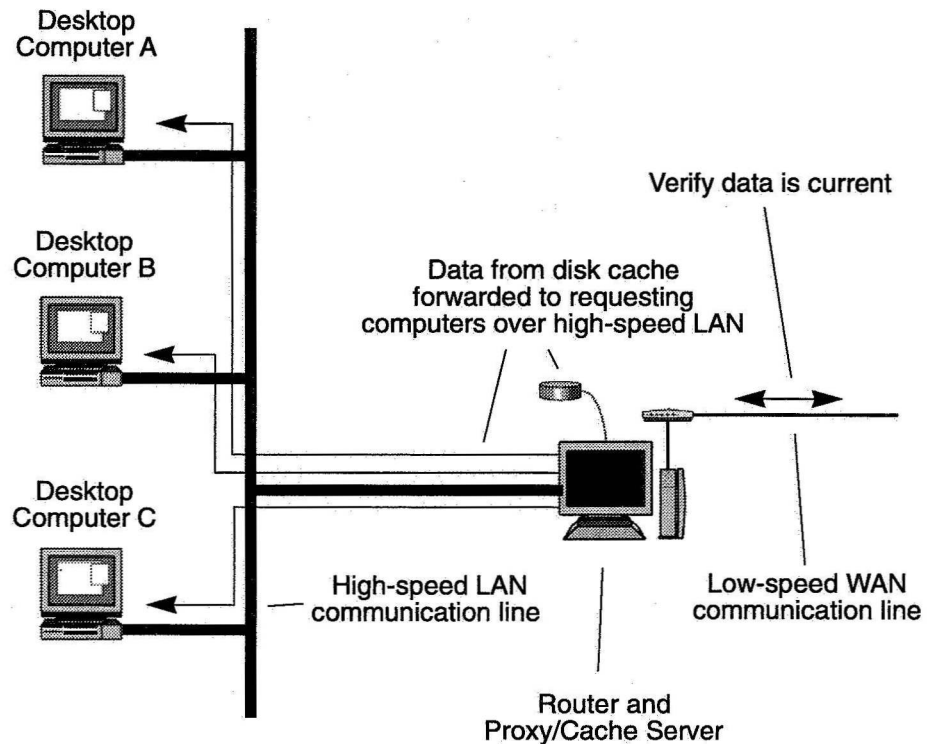 Desktop
Computer A
Verify data is current
Desktop
Computer B
Data from disk cache
forwarded to requesting
computers over high-speed LAN
Desktop
Computer C
High-speed LAN
communication line
Low-speed WAN
communication line
Router and
Proxy/Cache Server